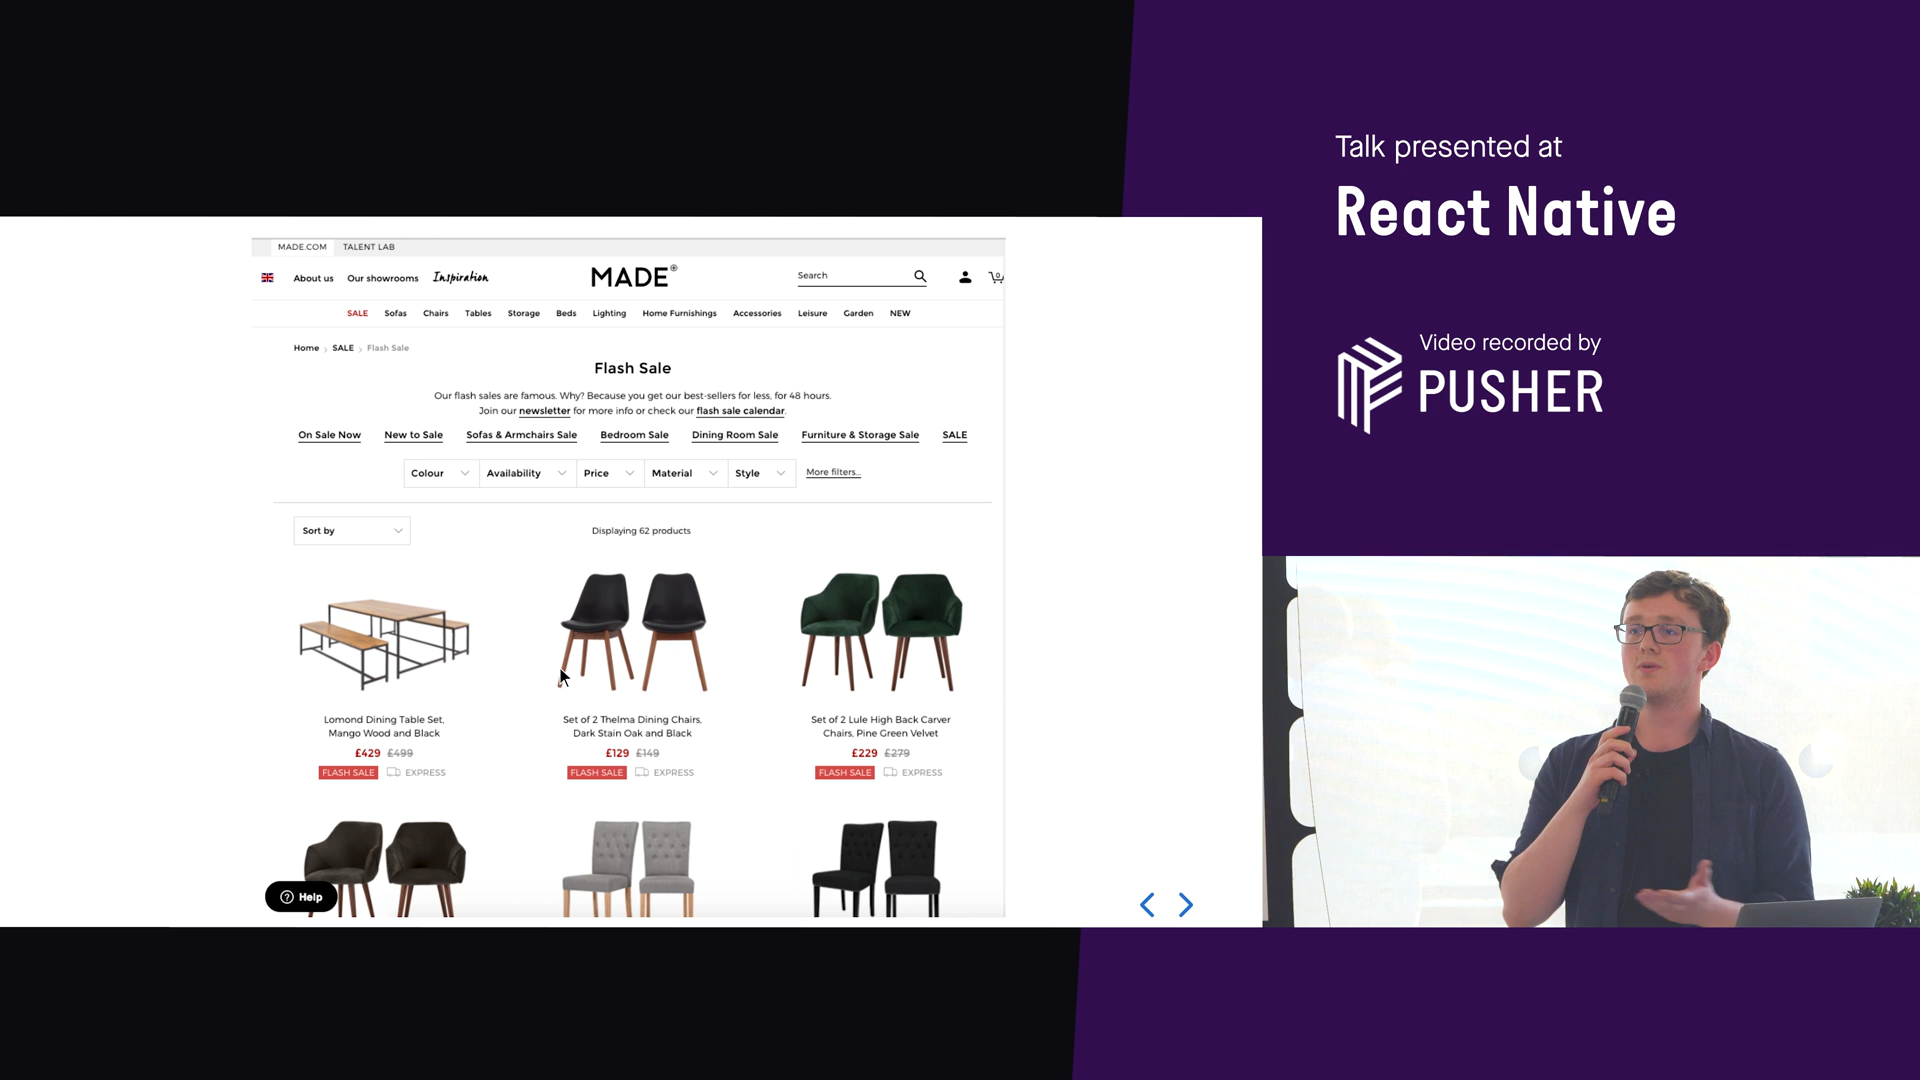 MADE.COM TALENT LAB
About us Our showrooms Inspiration MADE Search 0
SALE Sofas Chairs Tables Storage Beds Lighting Home Furnishings Accessories Leisure Garden NEW
Home > SALE > Flash Sale
Flash Sale
Our flash sales are famous. Why? Because you get our best-sellers for less, for 48 hours.
Join our newsletter for more info or check our flash sale calendar.
On Sale Now New to Sale Sofas & Armchairs Sale Bedroom Sale Dining Room Sale Furniture & Storage Sale SALE
Colour Availability Price Material Style More filters...
Sort by Displaying 62 products
Lomond Dining Table Set,
Mango Wood and Black
£429 £499
FLASH SALE EXPRESS
Set of 2 Thelma Dining Chairs,
Dark Stain Oak and Black
£129 £149
FLASH SALE EXPRESS
Set of 2 Lule High Back Carver
Chairs, Pine Green Velvet
£229 £279
FLASH SALE EXPRESS
? Help
Talk presented at
React Native
Video recorded by
PUSHER